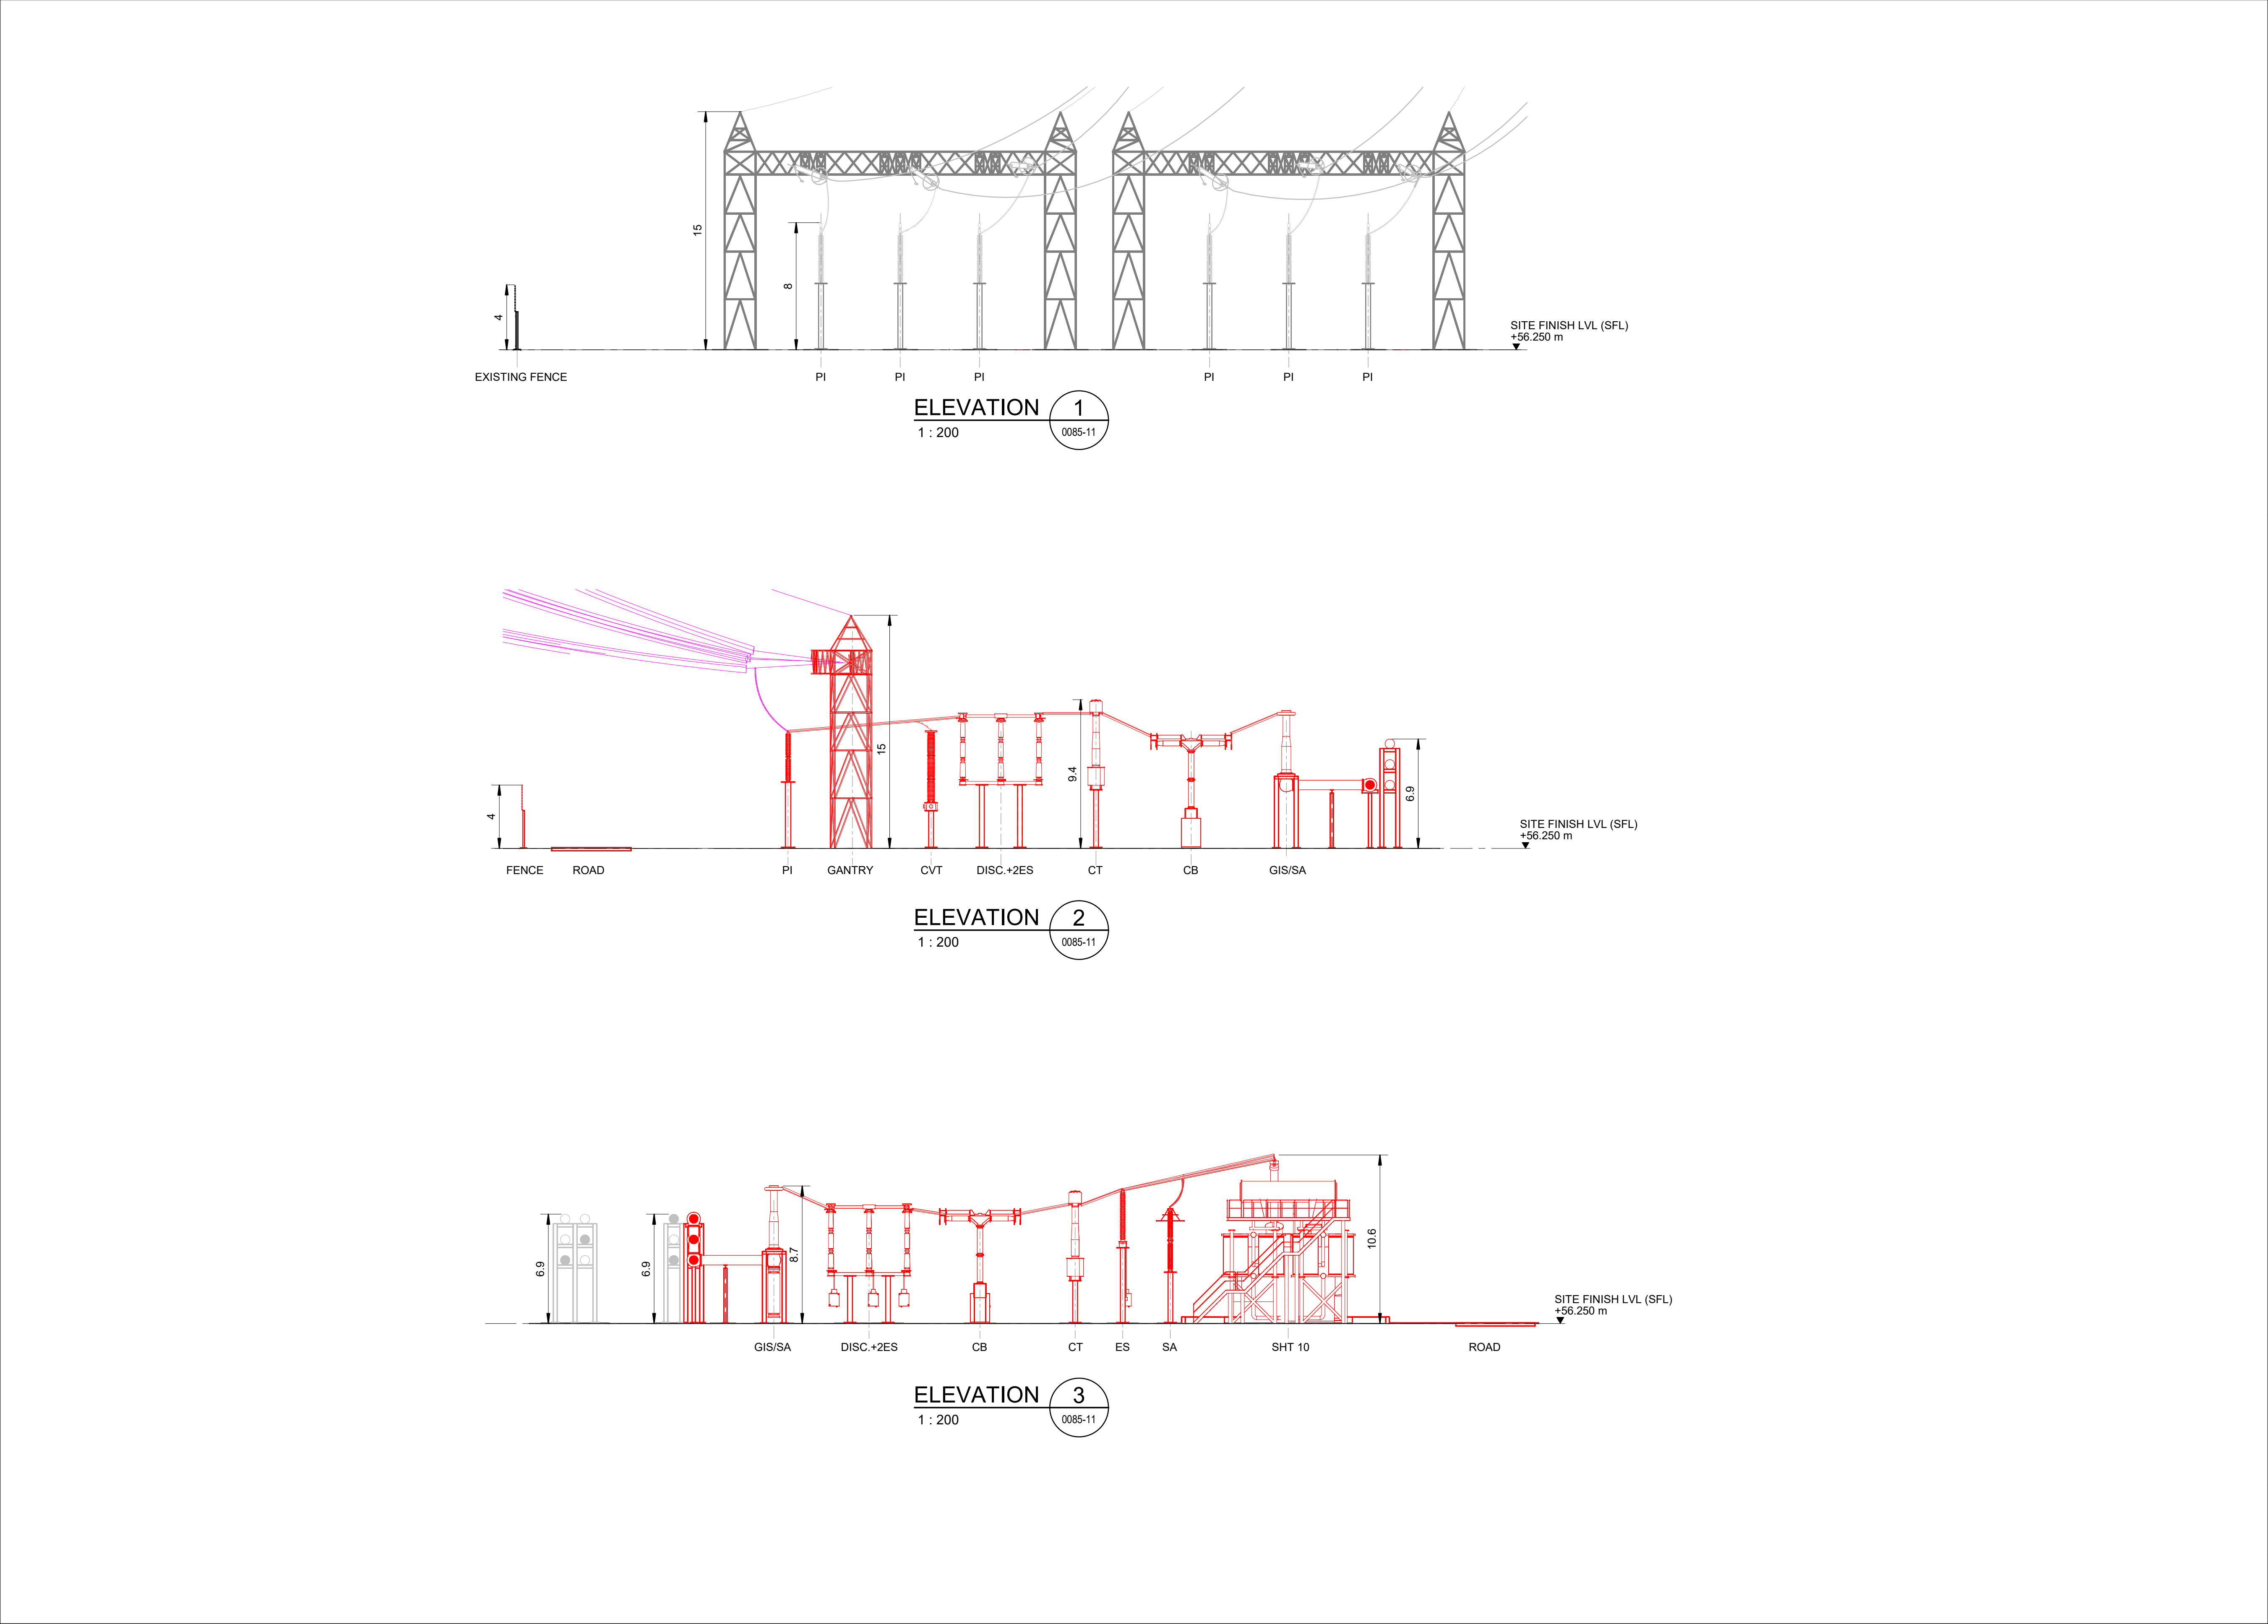 15
8
4
SITE FINISH LVL (SFL)
+56.250 m
EXISTING FENCE
PI
PI
PI
PI
PI
PI
ELEVATION
1
1 : 200
0085-11
15
9.4
6.9
4
SITE FINISH LVL (SFL)
+56.250 m
FENCE
ROAD
PI
GANTRY
CVT
DISC.+2ES
CT
CB
GIS/SA
ELEVATION
2
1 : 200
0085-11
6.9
6.9
8.7
10.6
SITE FINISH LVL (SFL)
+56.250 m
GIS/SA
DISC.+2ES
CB
CT
ES
SA
SHT 10
ROAD
ELEVATION
3
1 : 200
0085-11